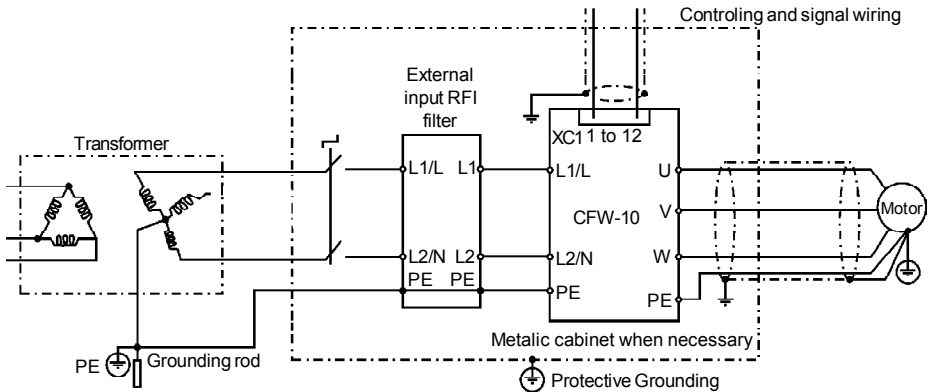 Controling and signal wiring
External
input RFI
filter
Transformer
XC1 1 to 12
L1/L L1 L1/L U
CFW-10
V
Motor
L2/N L2 L2/N W
PE PE PE PE
Metalic cabinet when necessary
PE Grounding rod
Protective Grounding